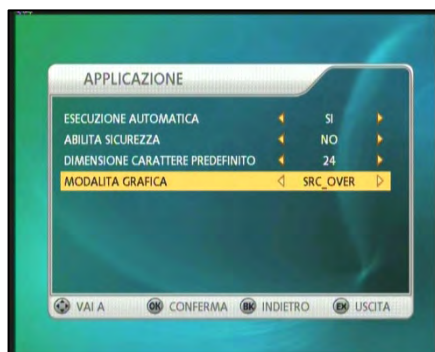 APPLICAZIONE
ESECUZIONE AUTOMATICA SI
ABILITA SICUREZZA NO
DIMENSIONE CARATTERE PREDEFINITO 24
MODALITA GRAFICA SRC_OVER
VAI A OK CONFERMA BK INDIETRO EX USCITA